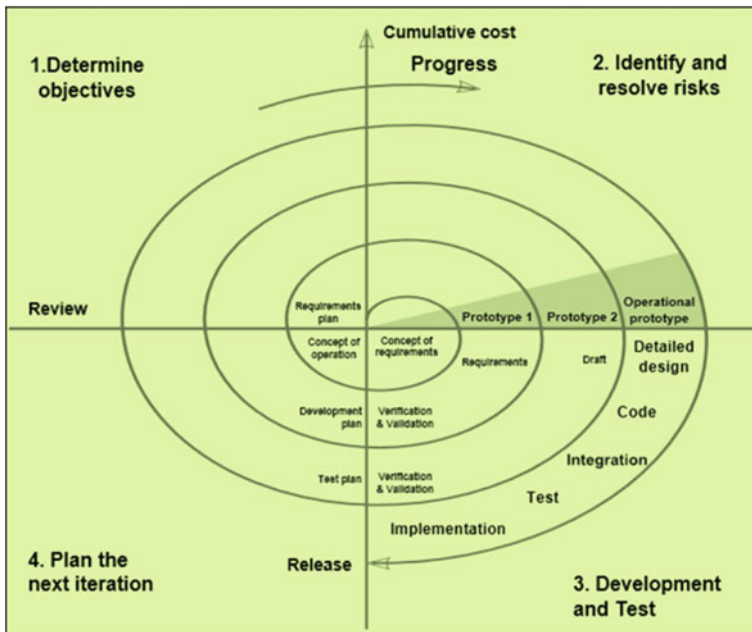 Cumulative cost
1.Determine
objectives
Progress
2. Identify and
resolve risks
Review
Requirements
plan
Prototype 1
Prototype 2
Operational
prototype
Concept of
operation
Concept of
requirements
Requirements
Draft
Detailed
design
Development
plan
Verification
& Validation
Code
Integration
Test plan
Verification
& Validation
Test
Implementation
4. Plan the
next iteration
Release
3. Development
and Test